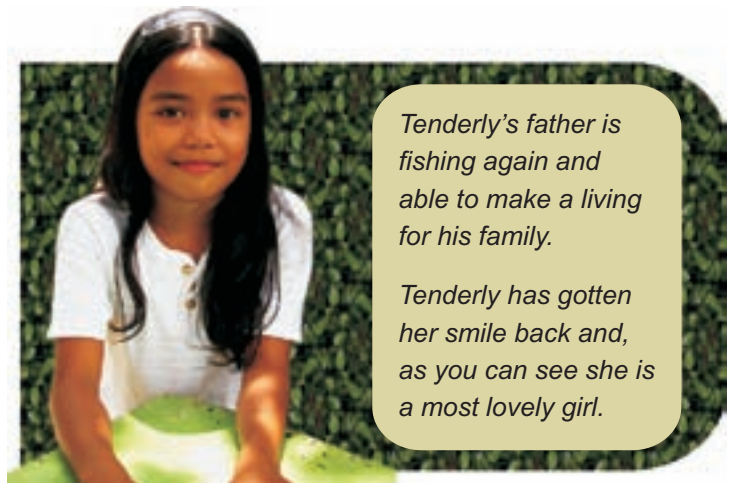 Tenderly’s father is
fishing again and
able to make a living
for his family.
Tenderly has gotten
her smile back and,
as you can see she is
a most lovely girl.